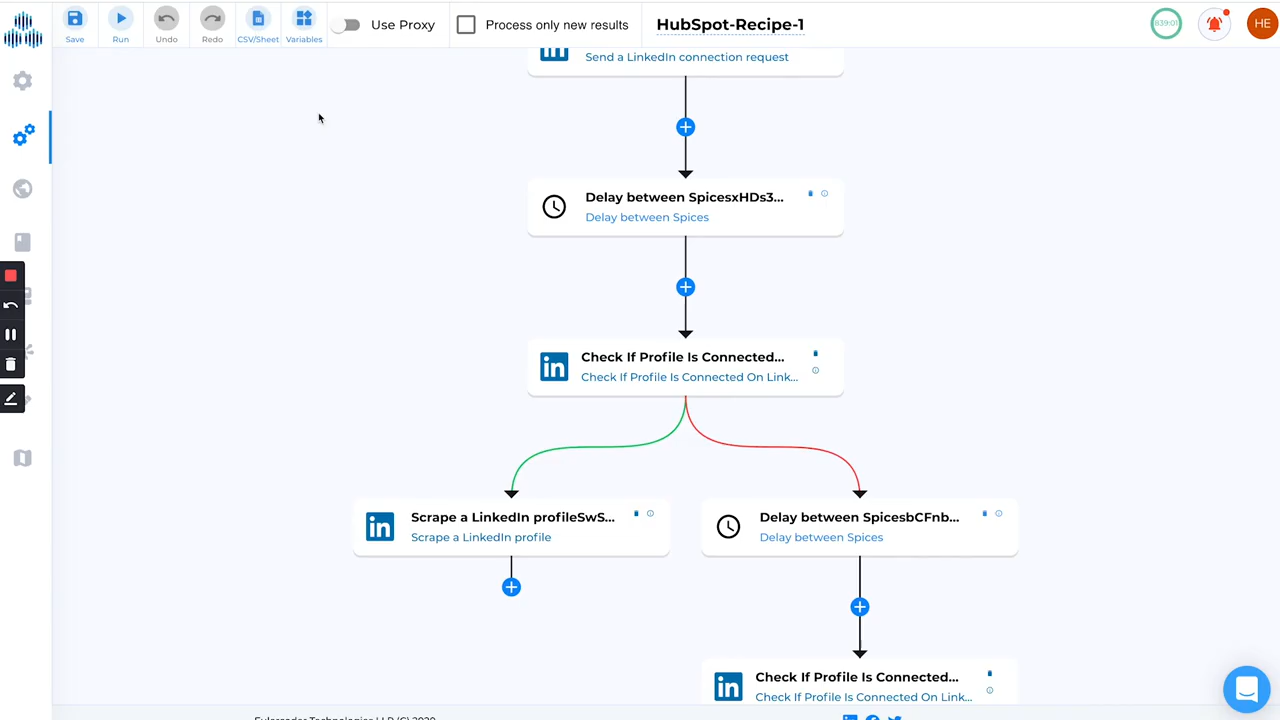 Save
Run
Undo
Redo
CSV/Sheet
Variables
Use Proxy
Process only new results
HubSpot-Recipe-1
839:01
HE
Send a LinkedIn connection request
Delay between SpicesxHDs3...
Delay between Spices
Check If Profile Is Connected...
Check If Profile Is Connected On Link...
Scrape a LinkedIn profileSwS...
Scrape a LinkedIn profile
Delay between SpicesbCFnb...
Delay between Spices
Check If Profile Is Connected...
Check If Profile Is Connected On Link...